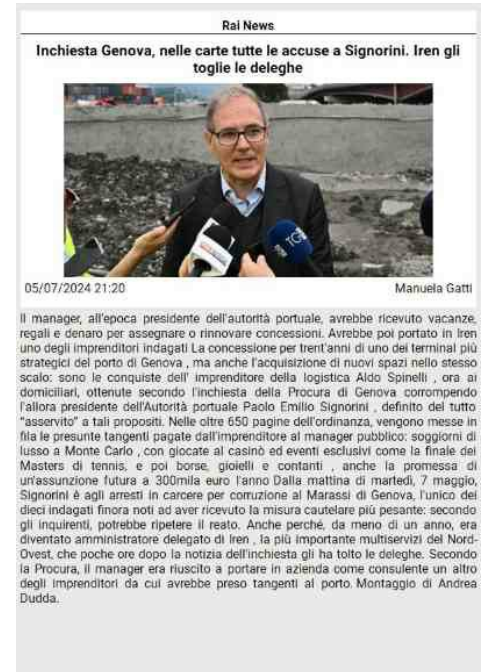 Rai News
Inchiesta Genova, nelle carte tutte le accuse a Signorini. Iren gli
toglie le deleghe
05/07/2024 21:20
Manuela Gatti
Il manager, all'epoca presidente dell'autorità portuale, avrebbe ricevuto vacanze,
regali e denaro per assegnare o rinnovare concessioni. Avrebbe poi portato in Iren
uno degli imprenditori indagati La concessione per trent'anni di uno dei terminal più
strategici del porto di Genova , ma anche l'acquisizione di nuovi spazi nello stesso
scalo: sono le conquiste dell' imprenditore della logistica Aldo Spinelli , ora ai
domiciliari, ottenute secondo l'inchiesta della Procura di Genova corrompendo
l'allora presidente dell'Autorità portuale Paolo Emilio Signorini , definito del tutto
"asservito" a tali propositi. Nelle oltre 650 pagine dell'ordinanza, vengono messe in
fila le presunte tangenti pagate dall'imprenditore al manager pubblico: soggiorni di
lusso a Monte Carlo , con giocate al casinò ed eventi esclusivi come la finale dei
Masters di tennis, e poi borse, gioielli e contanti , anche la promessa di
un'assunzione futura a 300mila euro l'anno Dalla mattina di martedì, 7 maggio,
Signorini è agli arresti in carcere per corruzione al Marassi di Genova, l'unico dei
dieci indagati finora noti ad aver ricevuto la misura cautelare più pesante: secondo
gli inquirenti, potrebbe ripetere il reato. Anche perché, da meno di un anno, era
diventato amministratore delegato di Iren , la più importante multiservizi del Nord-
Ovest, che poche ore dopo la notizia dell'inchiesta gli ha tolto le deleghe. Secondo
la Procura, il manager era riuscito a portare in azienda come consulente un altro
degli imprenditori da cui avrebbe preso tangenti al porto. Montaggio di Andrea
Dudda.